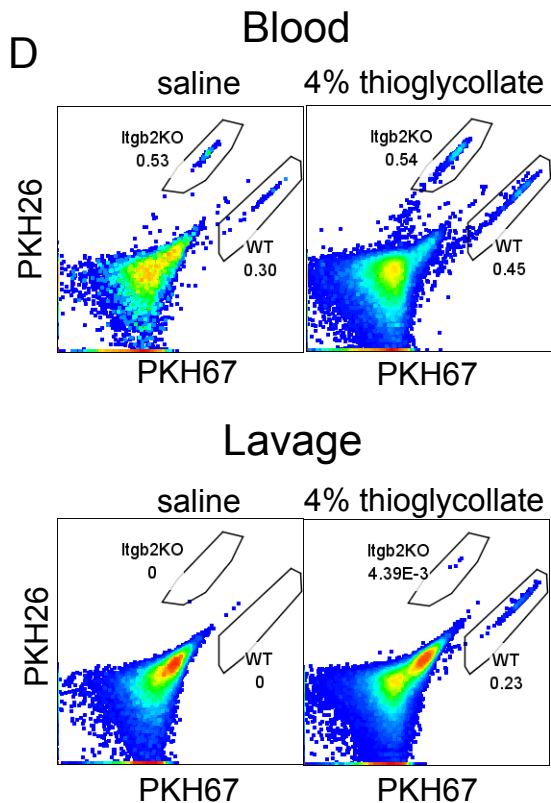 D
Blood
saline
4% thioglycollate
Itgb2KO
0.53
WT
0.30
Itgb2KO
0.54
WT
0.45
PKH26
PKH67
PKH67
Lavage
saline
4% thioglycollate
Itgb2KO
0
WT
0
Itgb2KO
4.39E-3
WT
0.23
PKH26
PKH67
PKH67